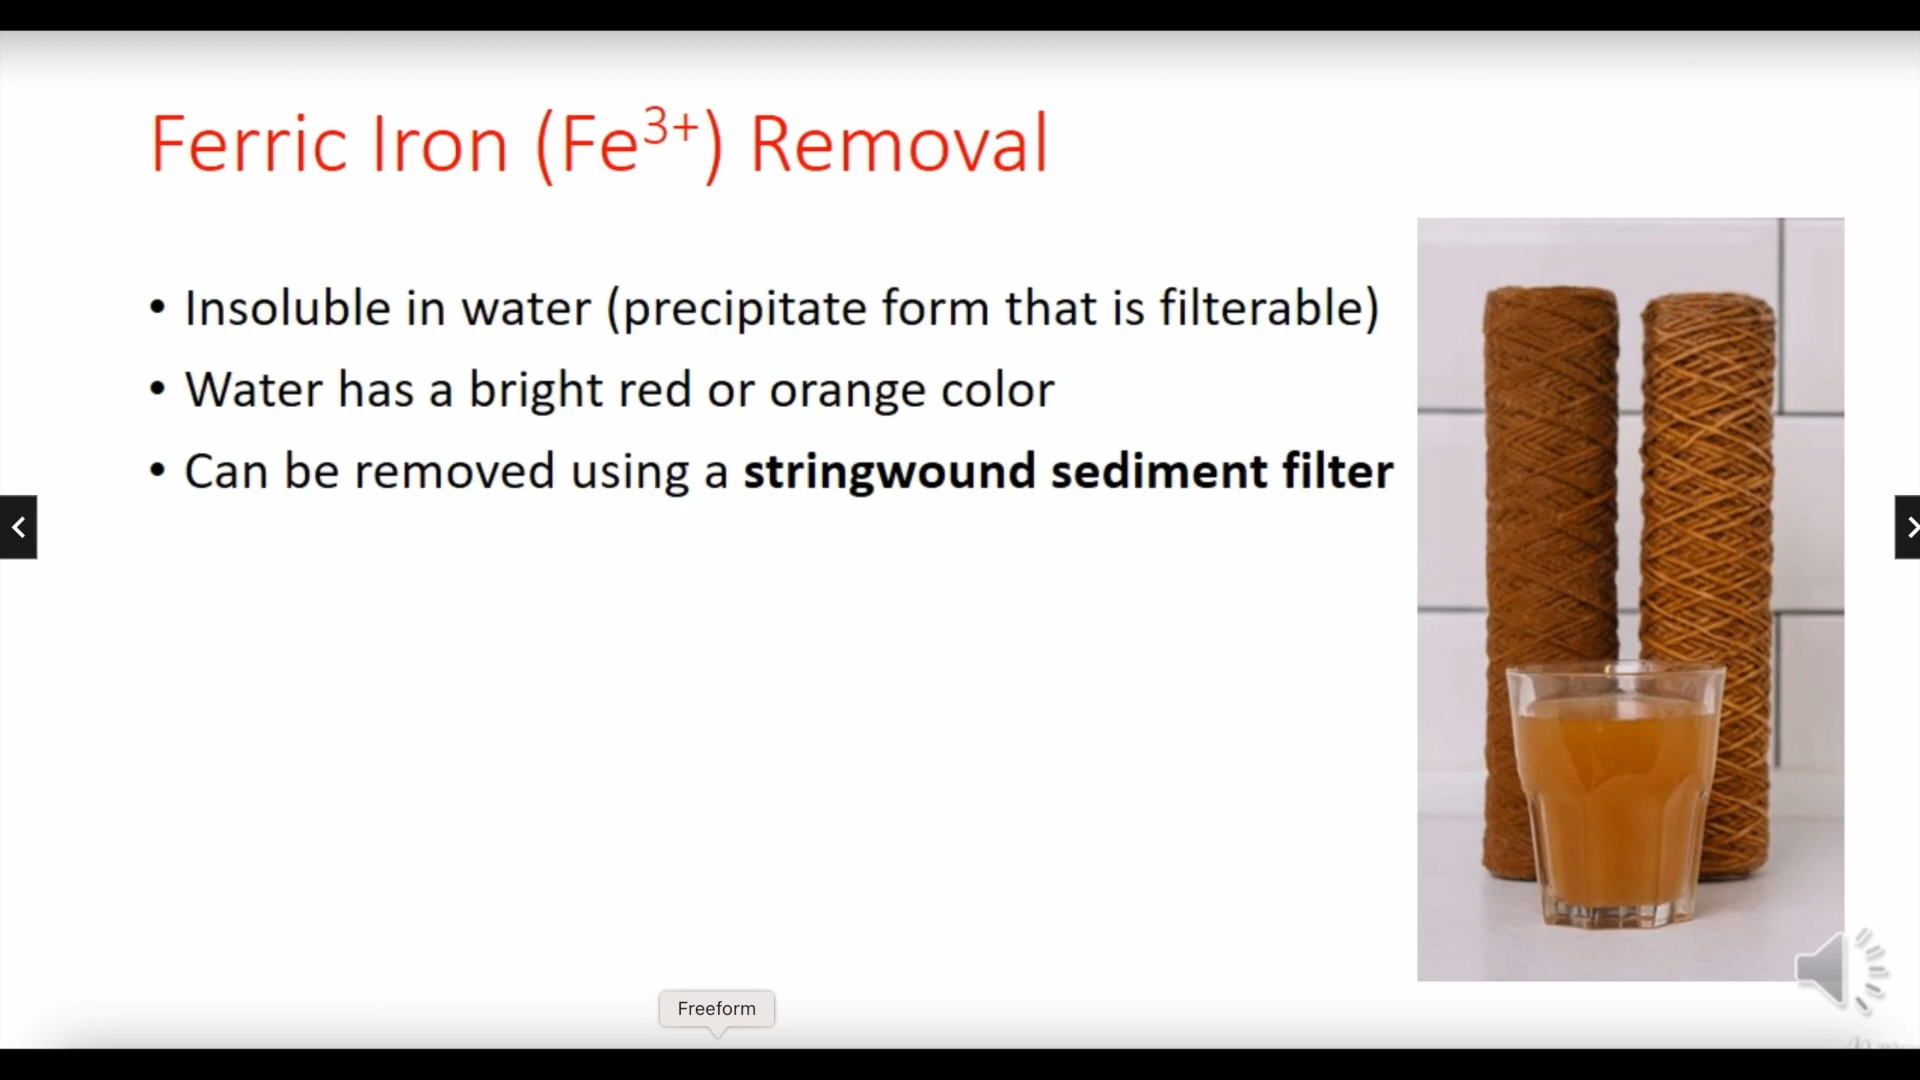 Ferric Iron (Fe³⁺) Removal
• Insoluble in water (precipitate form that is filterable)
• Water has a bright red or orange color
• Can be removed using a stringwound sediment filter
Freeform